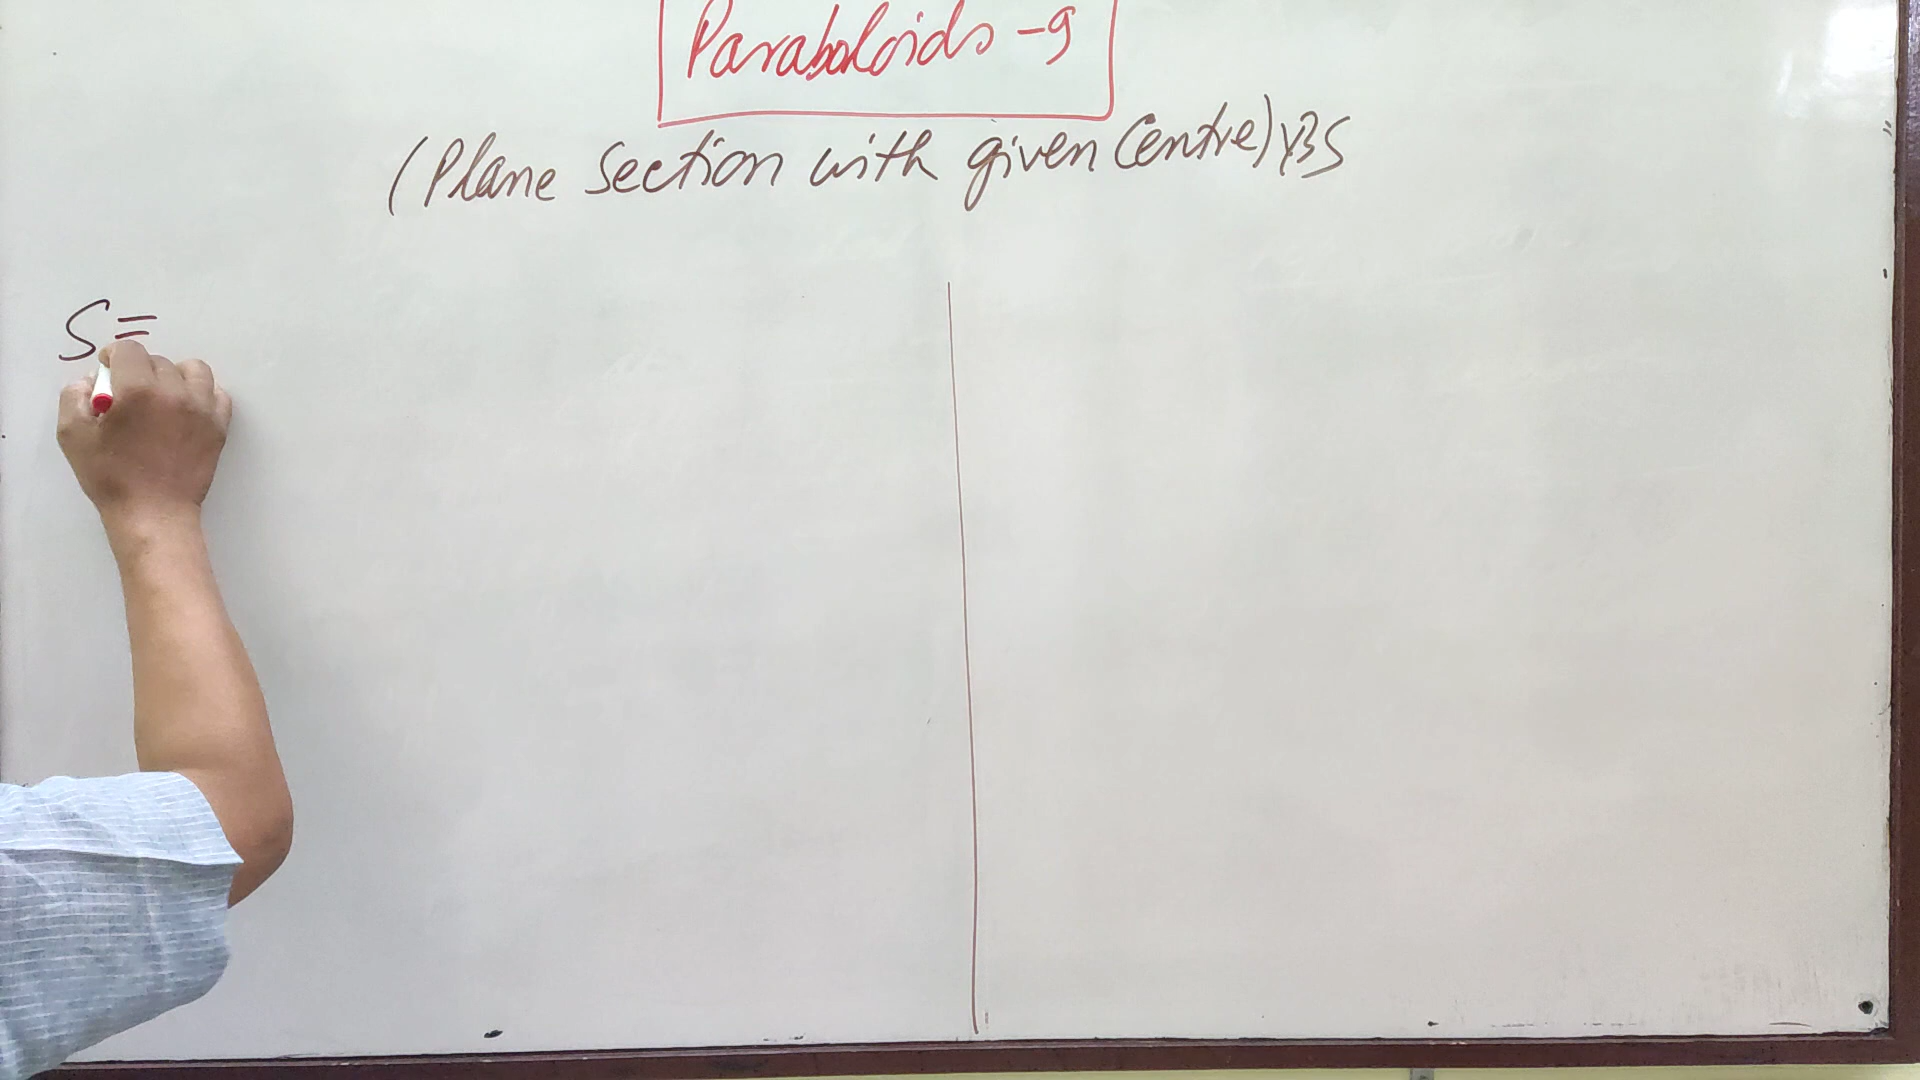 Paraboloids -9
(Plane Section with given Centre) YBS
S=